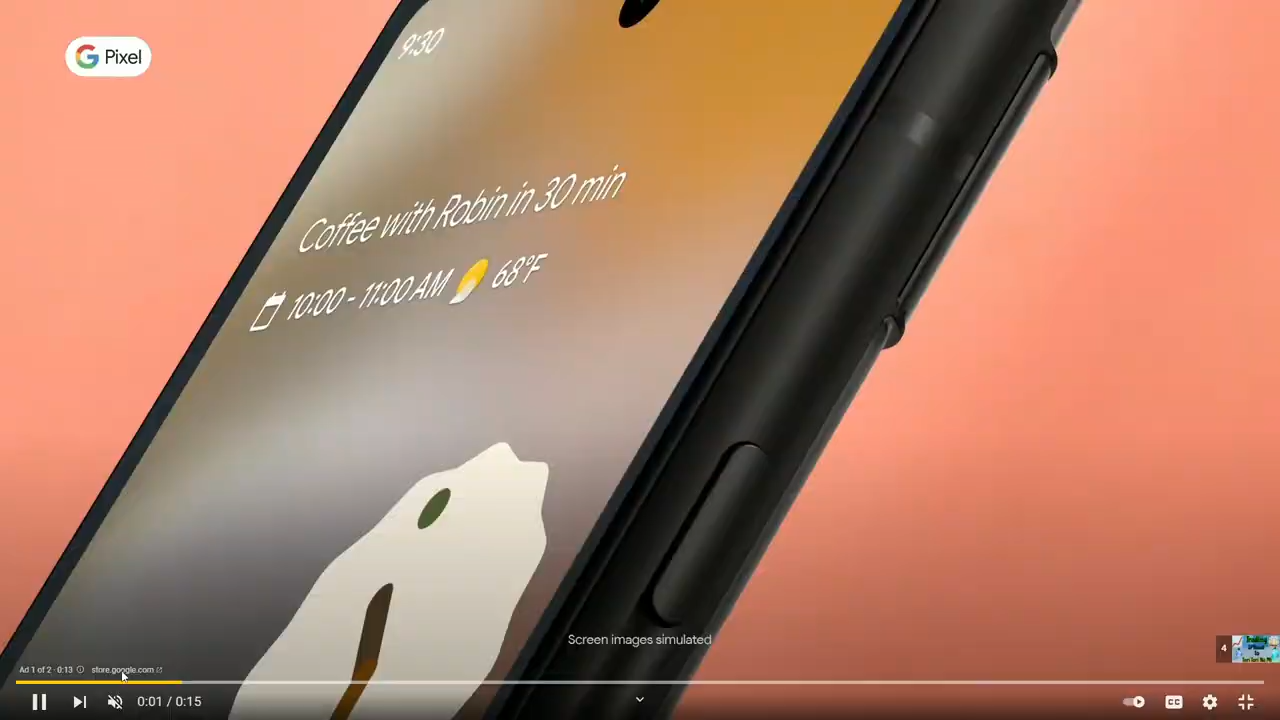 Pixel
9:30
Coffee with Robin in 30 min
10:00 - 11:00 AM 68°F
Screen images simulated
Ad 1 of 2 · 0:13 store.google.com
4
0:01 / 0:15
CC